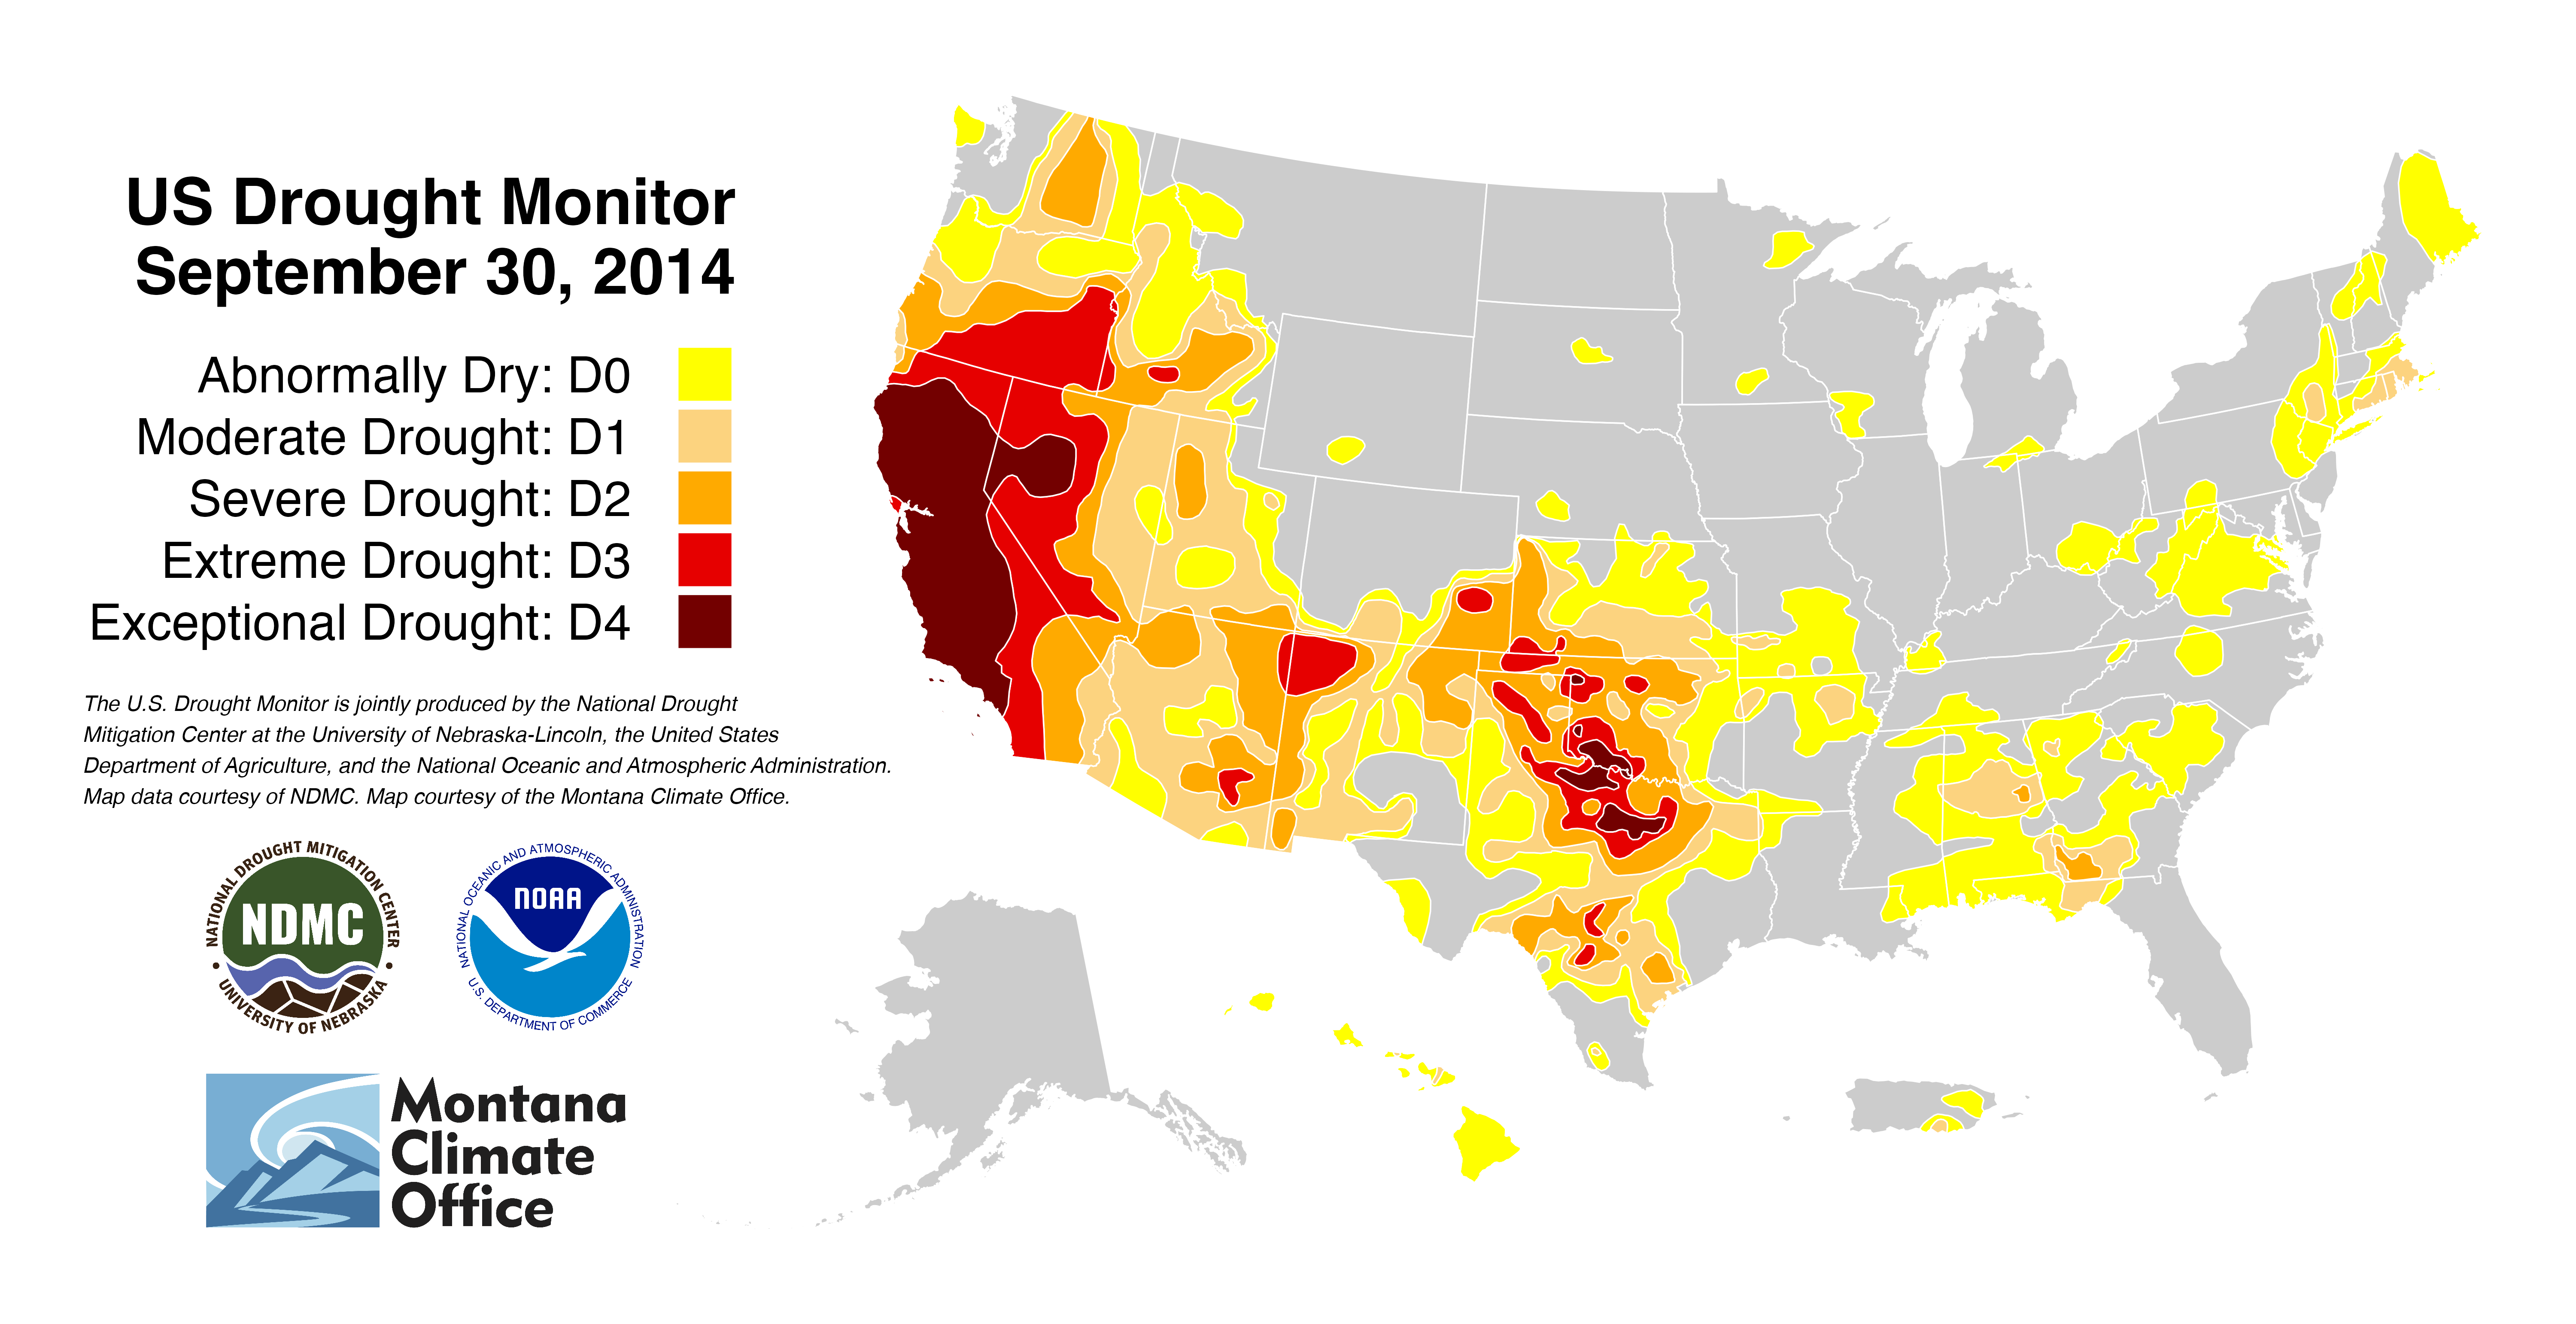 US Drought Monitor
September 30, 2014
Abnormally Dry: D0
Moderate Drought: D1
Severe Drought: D2
Extreme Drought: D3
Exceptional Drought: D4
The U.S. Drought Monitor is jointly produced by the National Drought
Mitigation Center at the University of Nebraska-Lincoln, the United States
Department of Agriculture, and the National Oceanic and Atmospheric Administration.
Map data courtesy of NDMC. Map courtesy of the Montana Climate Office.
NATIONAL DROUGHT MITIGATION CENTER
NDMC
• UNIVERSITY OF NEBRASKA •
NATIONAL OCEANIC AND ATMOSPHERIC ADMINISTRATION
NOAA
U.S. DEPARTMENT OF COMMERCE
Montana
Climate
Office